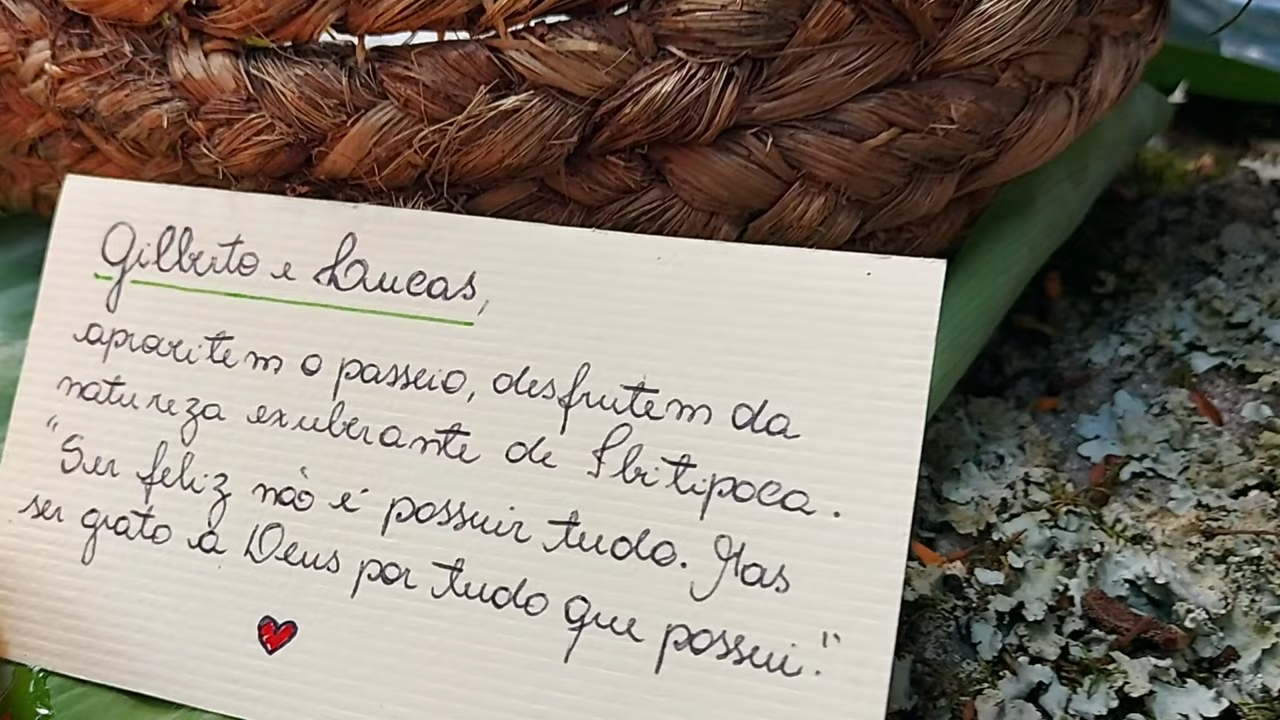 Gilberto e Laucas,
aproveitem o passeio, desfrutem da
natureza exuberante de Ibitipoca.
"Ser feliz não é possuir tudo. Mas
ser grato a Deus por tudo que possui."